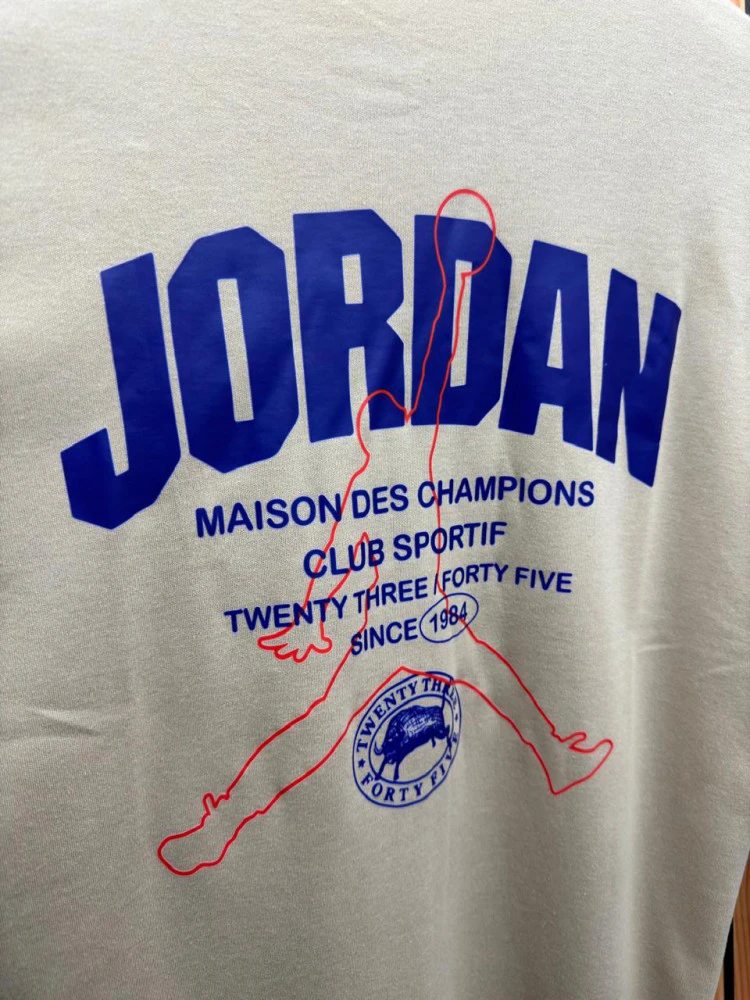 JORDAN
MAISON DES CHAMPIONS
CLUB SPORTIF
TWENTY THREE / FORTY FIVE
SINCE 1984
TWENTY THREE
FORTY FIVE